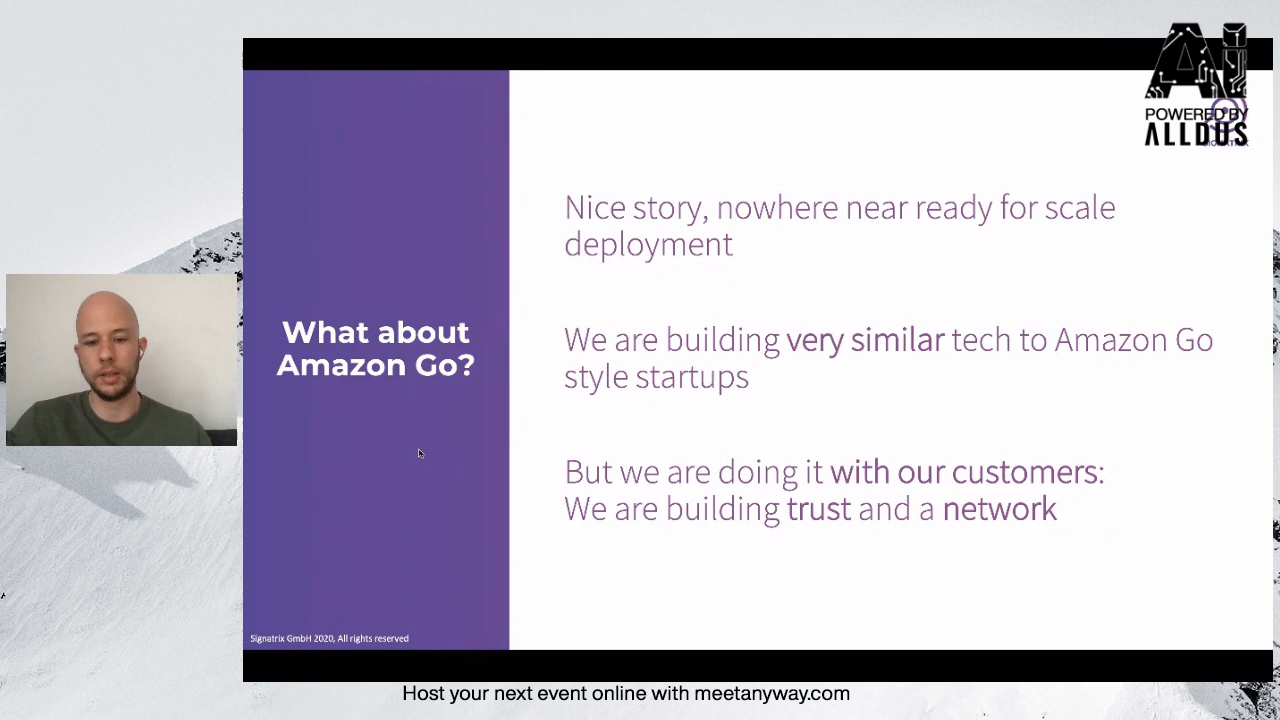 AI
POWERED BY
ALLDUS
What about
Amazon Go?
Nice story, nowhere near ready for scale
deployment
We are building very similar tech to Amazon Go
style startups
But we are doing it with our customers:
We are building trust and a network
Signatrix GmbH 2020, All rights reserved
Host your next event online with meetanyway.com